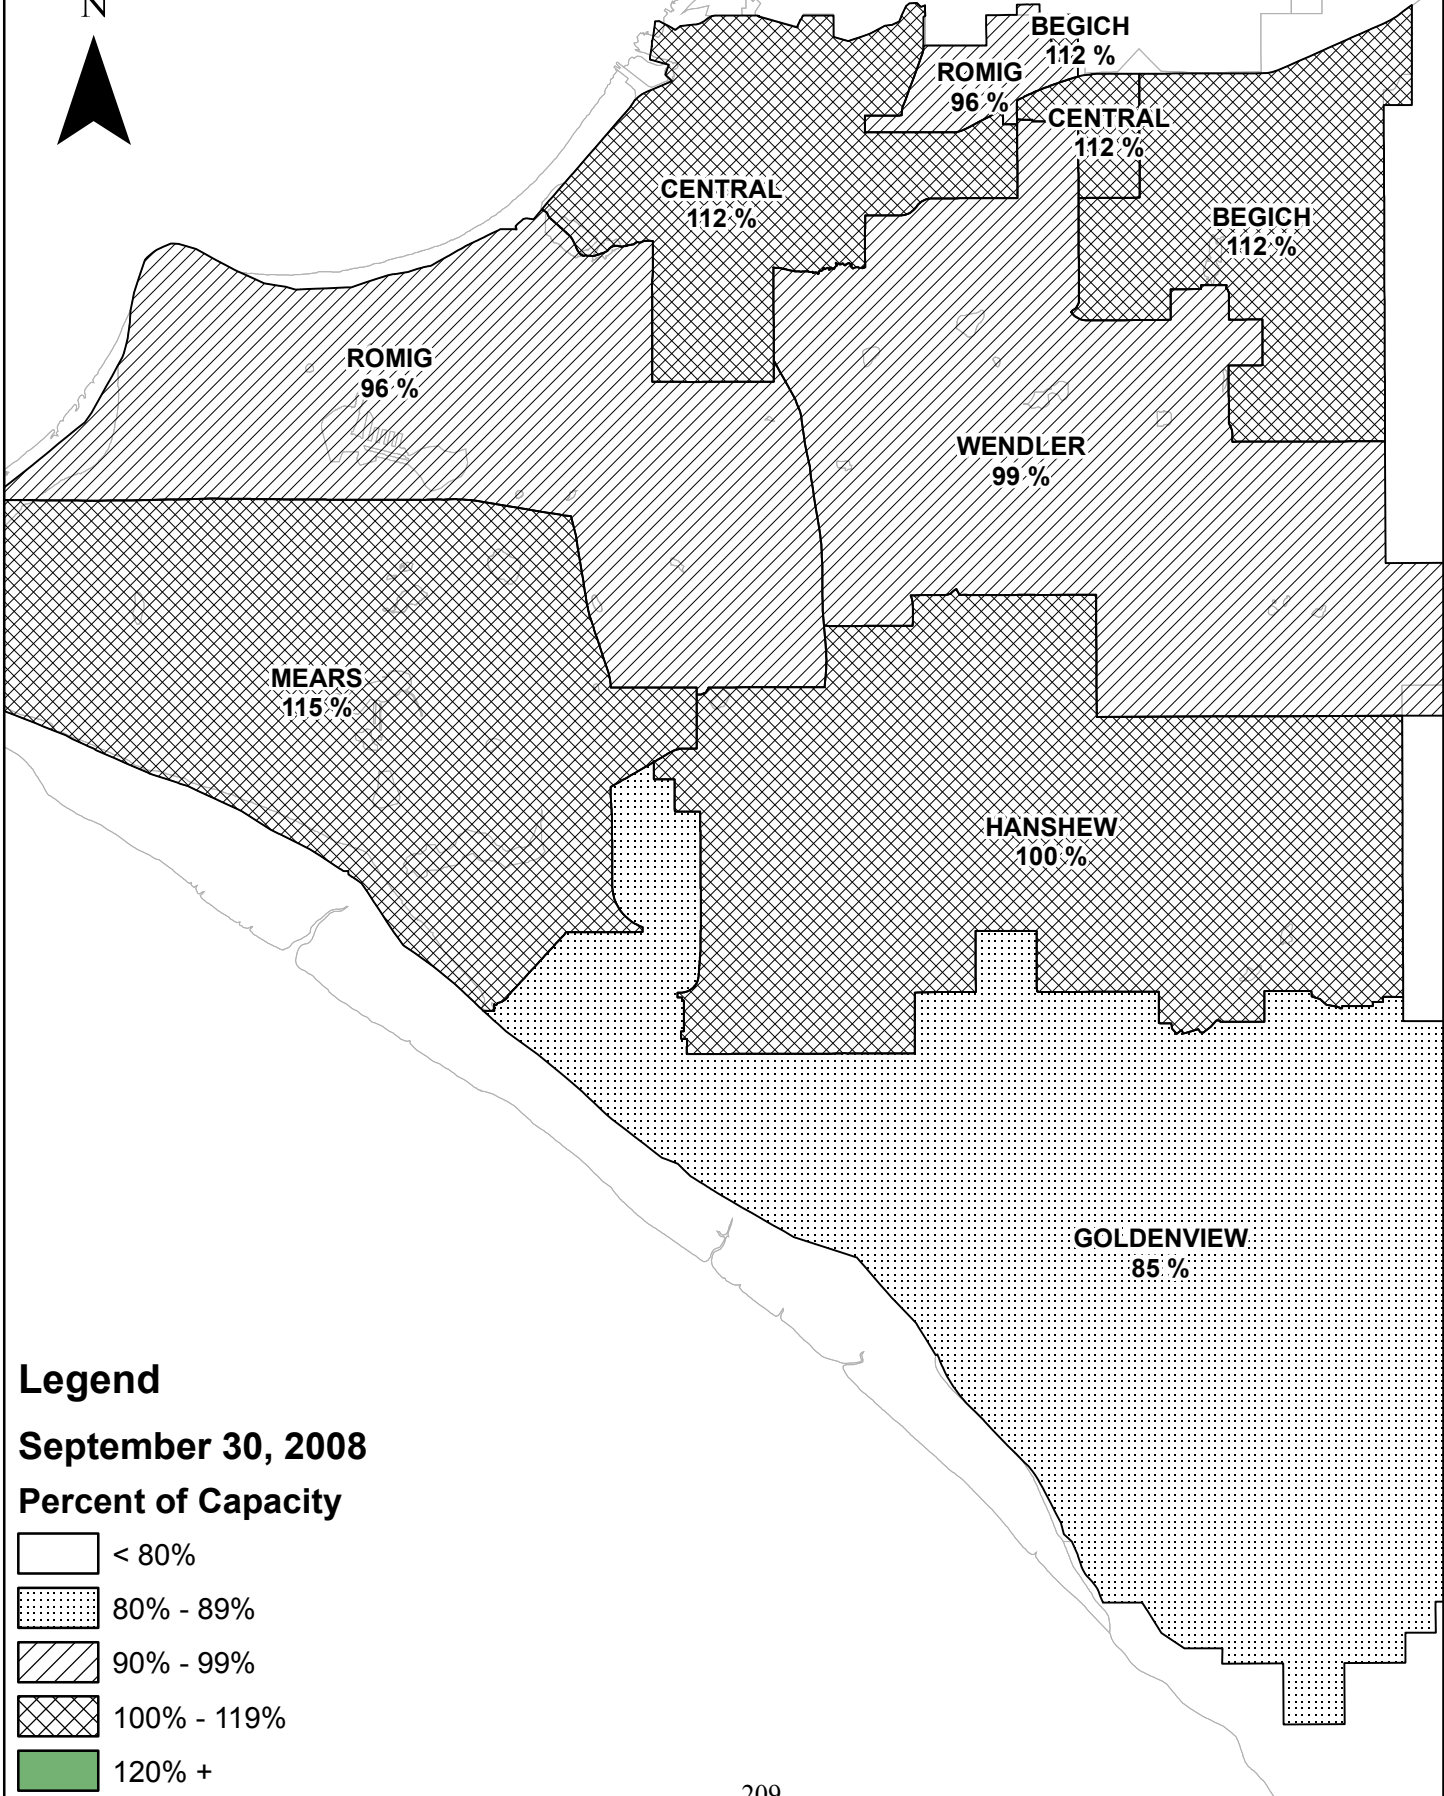 N
BEGICH
112 %
ROMIG
96 %
CENTRAL
112 %
CENTRAL
112 %
BEGICH
112 %
ROMIG
96 %
WENDLER
99 %
MEARS
115 %
HANSHEW
100 %
GOLDENVIEW
85 %
Legend
September 30, 2008
Percent of Capacity
< 80%
80% - 89%
90% - 99%
100% - 119%
120% +
209